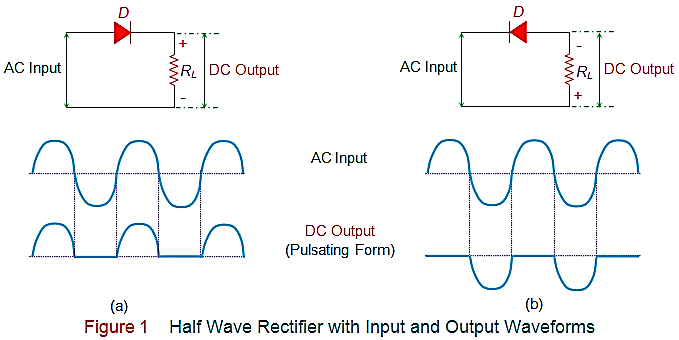 D
AC Input
+
R_L
-
DC Output
D
AC Input
-
R_L
+
DC Output
AC Input
DC Output
(Pulsating Form)
(a)
(b)
Figure 1 Half Wave Rectifier with Input and Output Waveforms